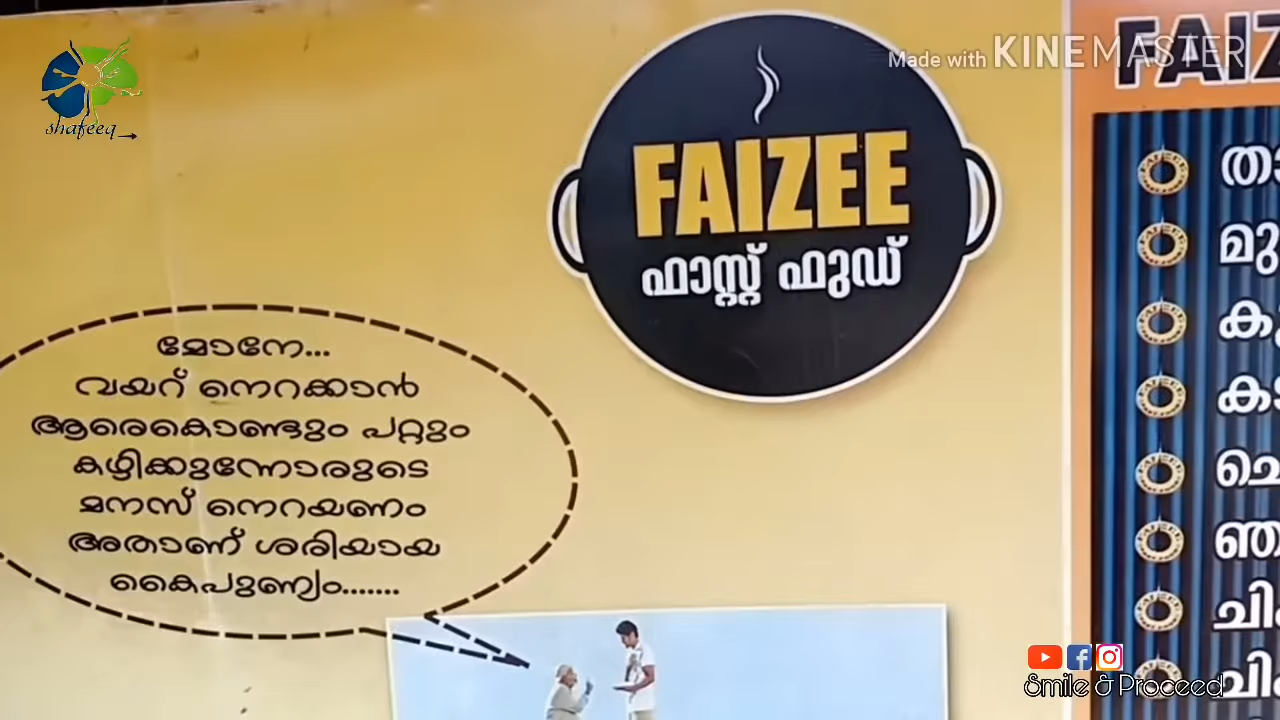 shafeeq
Made with KINEMASTER
FAIZEE
ഫാസ്റ്റ് ഫുഡ്
മോനേ...
വയറ് നെറക്കാൻ
ആരെകൊണ്ടും പറ്റും
കഴിക്കുന്നോരുടെ
മനസ് നെറയണം
അതാണ് ശരിയായ
കൈപുണ്യം.......
Smile & Proceed